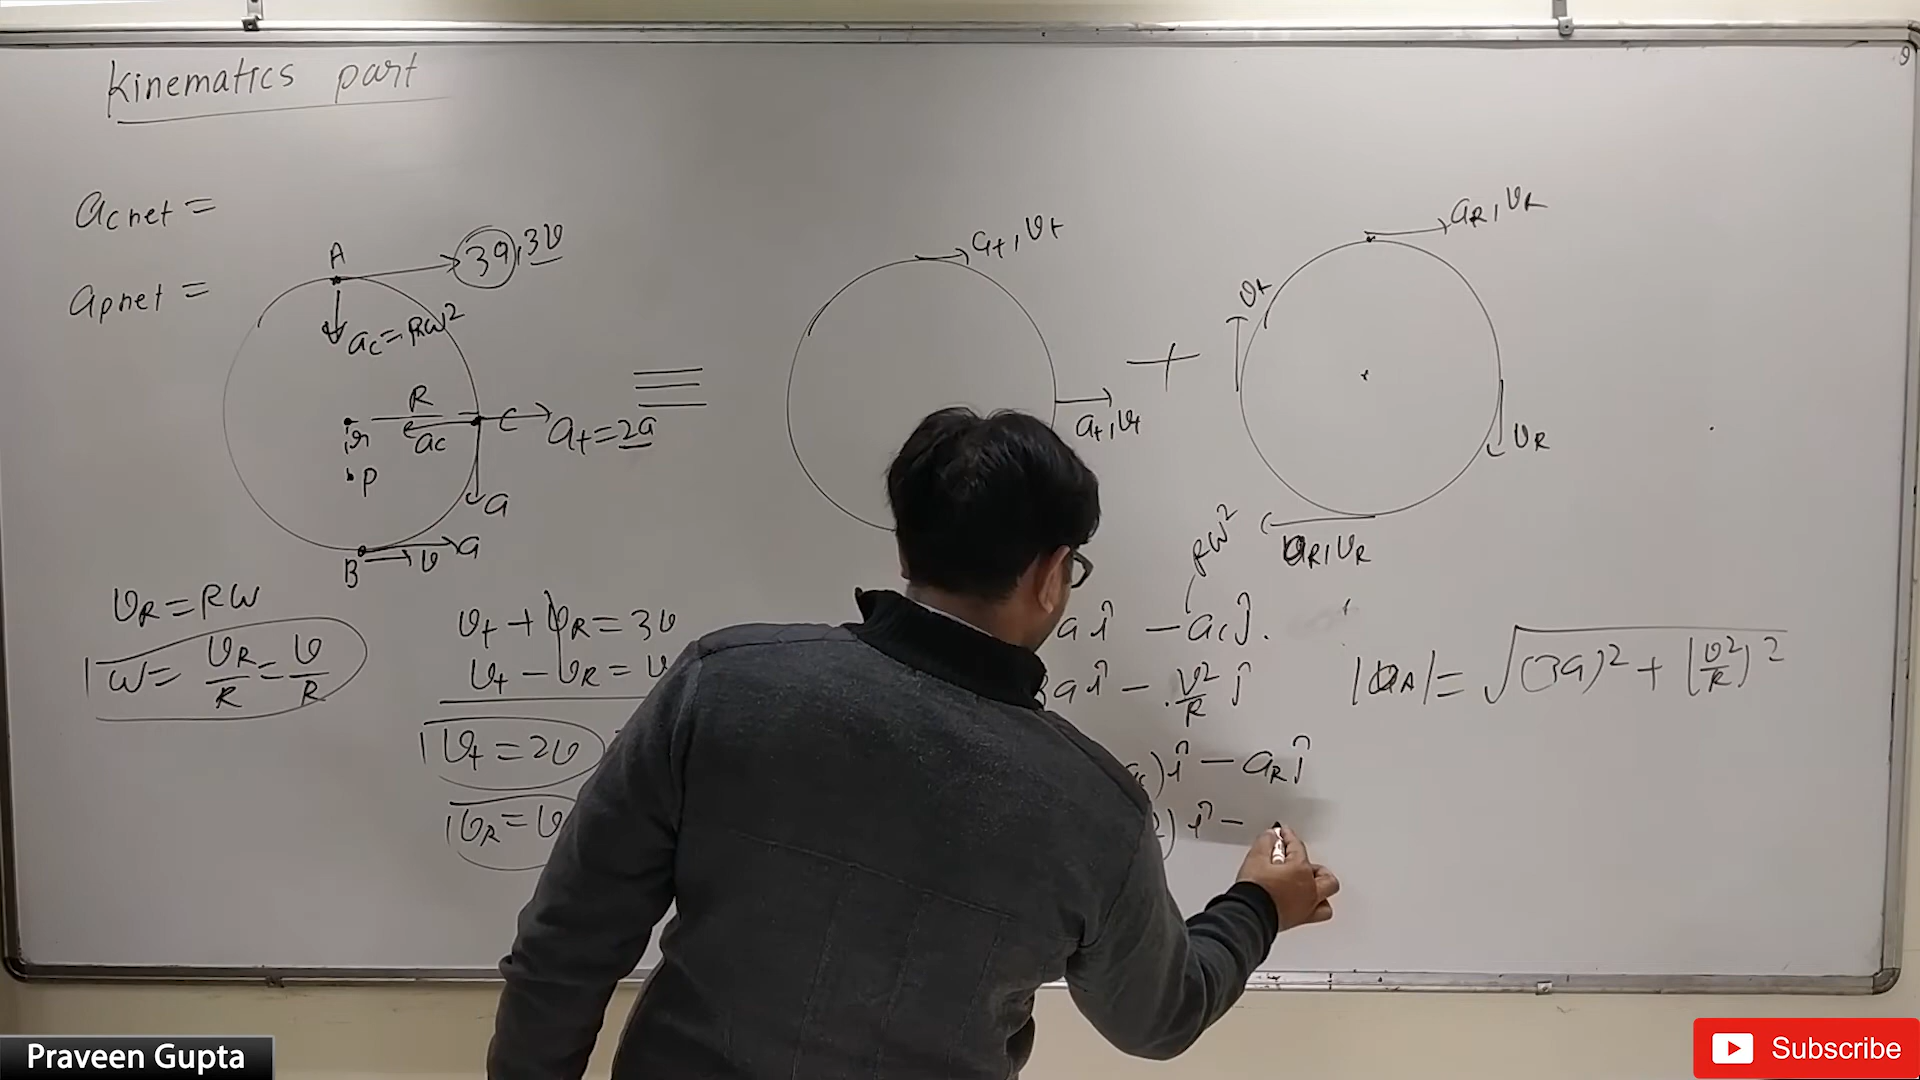 Kinematics part
acnet =
apnet =
A
3a, 3v
ac = Rω²
R
ac
C
at = 2a
r
P
a
B
v
a
≡
at, vt
at, vt
+
aR, vR
vt
vR
aR, vR
vR = Rω
ω = vR/R = v/R
vt + vR = 3v
vt − vR = v
vt = 2v
vR = v
Rω²
a î − ac ĵ.
3a î − v²/R ĵ
) î − aR ĵ
) î −
|aA| = √(3a)² + (v²/R)²
Praveen Gupta
Subscribe